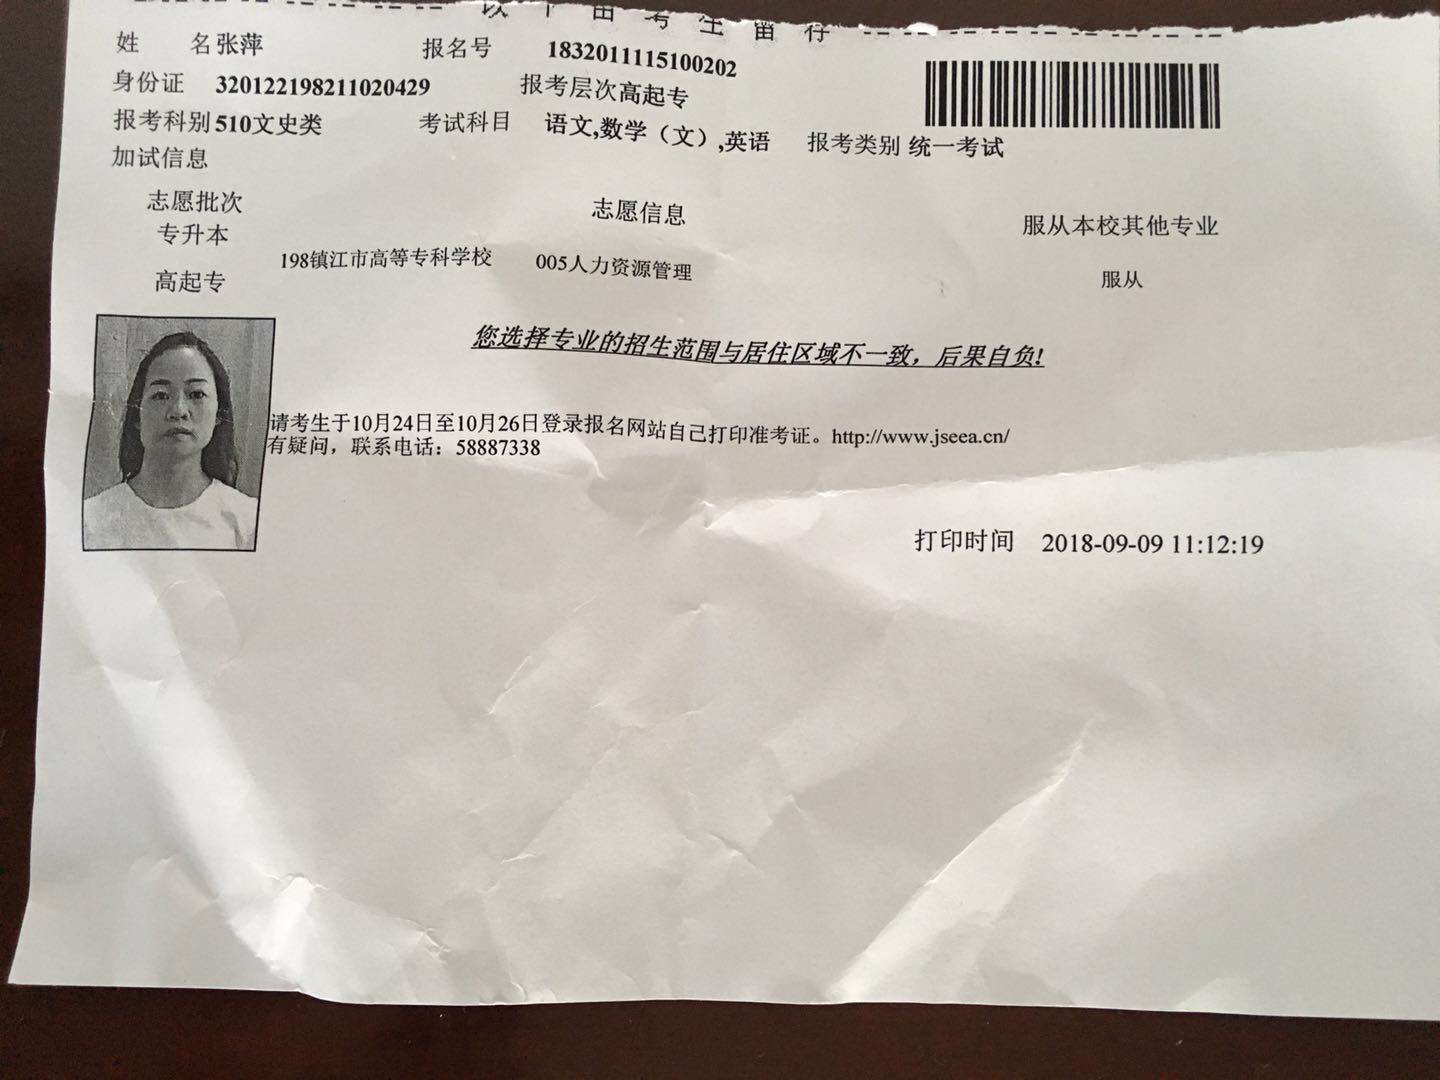 以下由考生留存
姓 名 张萍 报名号 1832011115100202
身份证 320122198211020429 报考层次 高起专
报考科别 510文史类 考试科目 语文,数学（文）,英语 报考类别 统一考试
加试信息
志愿批次 志愿信息 服从本校其他专业
专升本
高起专 198镇江市高等专科学校 005人力资源管理 服从
您选择专业的招生范围与居住区域不一致，后果自负!
请考生于10月24日至10月26日登录报名网站自己打印准考证。http://www.jseea.cn/
有疑问，联系电话：58887338
打印时间 2018-09-09 11:12:19